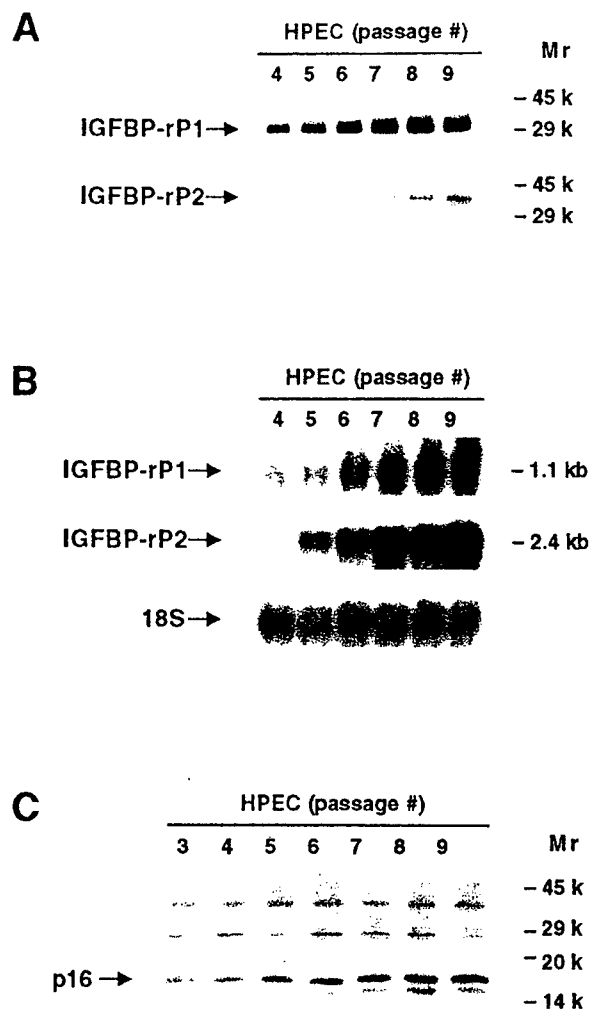 A
HPEC (passage #)
Mr
4 5 6 7 8 9
– 45 k
IGFBP-rP1→
– 29 k
IGFBP-rP2→
– 45 k
– 29 k
B
HPEC (passage #)
4 5 6 7 8 9
IGFBP-rP1→
– 1.1 kb
IGFBP-rP2→
– 2.4 kb
18S→
C
HPEC (passage #)
3 4 5 6 7 8 9
Mr
– 45 k
– 29 k
– 20 k
p16→
– 14 k